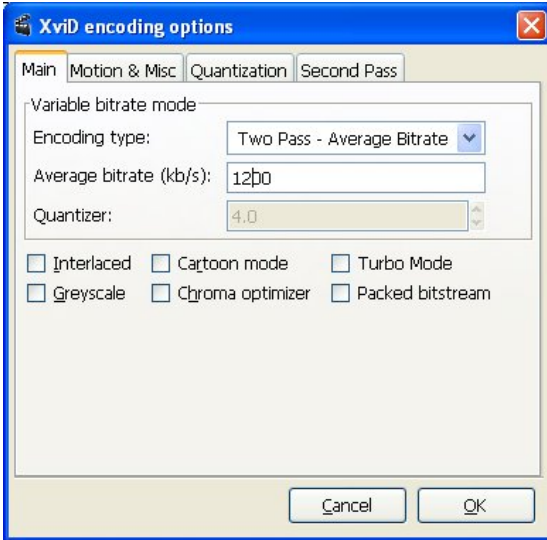 XviD encoding options
Main Motion & Misc Quantization Second Pass
Variable bitrate mode
Encoding type: Two Pass - Average Bitrate
Average bitrate (kb/s): 1200
Quantizer: 4.0
Interlaced Cartoon mode Turbo Mode
Greyscale Chroma optimizer Packed bitstream
Cancel OK